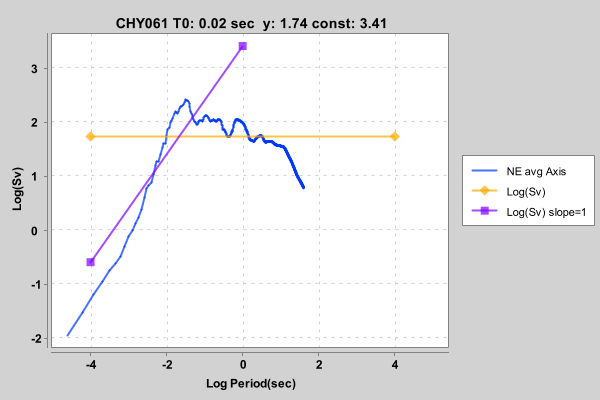 CHY061 T0: 0.02 sec  y: 1.74 const: 3.41
Log(Sv)
3
2
1
0
-1
-2
-4
-2
0
2
4
Log Period(sec)
NE avg Axis
Log(Sv)
Log(Sv) slope=1